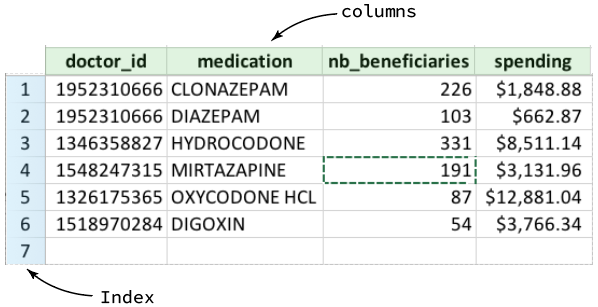 columns
doctor_id medication nb_beneficiaries spending
1 1952310666 CLONAZEPAM 226 $1,848.88
2 1952310666 DIAZEPAM 103 $662.87
3 1346358827 HYDROCODONE 331 $8,511.14
4 1548247315 MIRTAZAPINE 191 $3,131.96
5 1326175365 OXYCODONE HCL 87 $12,881.04
6 1518970284 DIGOXIN 54 $3,766.34
7
Index